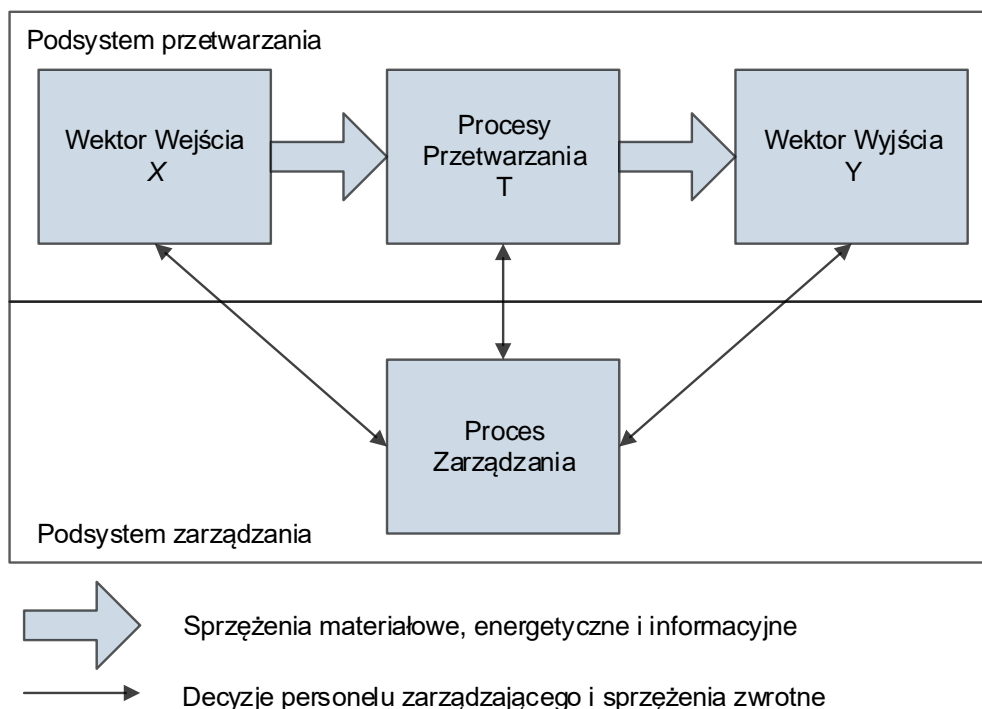 Podsystem przetwarzania
Wektor Wejścia
X
Procesy
Przetwarzania
T
Wektor Wyjścia
Y
Proces
Zarządzania
Podsystem zarządzania
Sprzężenia materiałowe, energetyczne i informacyjne
Decyzje personelu zarządzającego i sprzężenia zwrotne